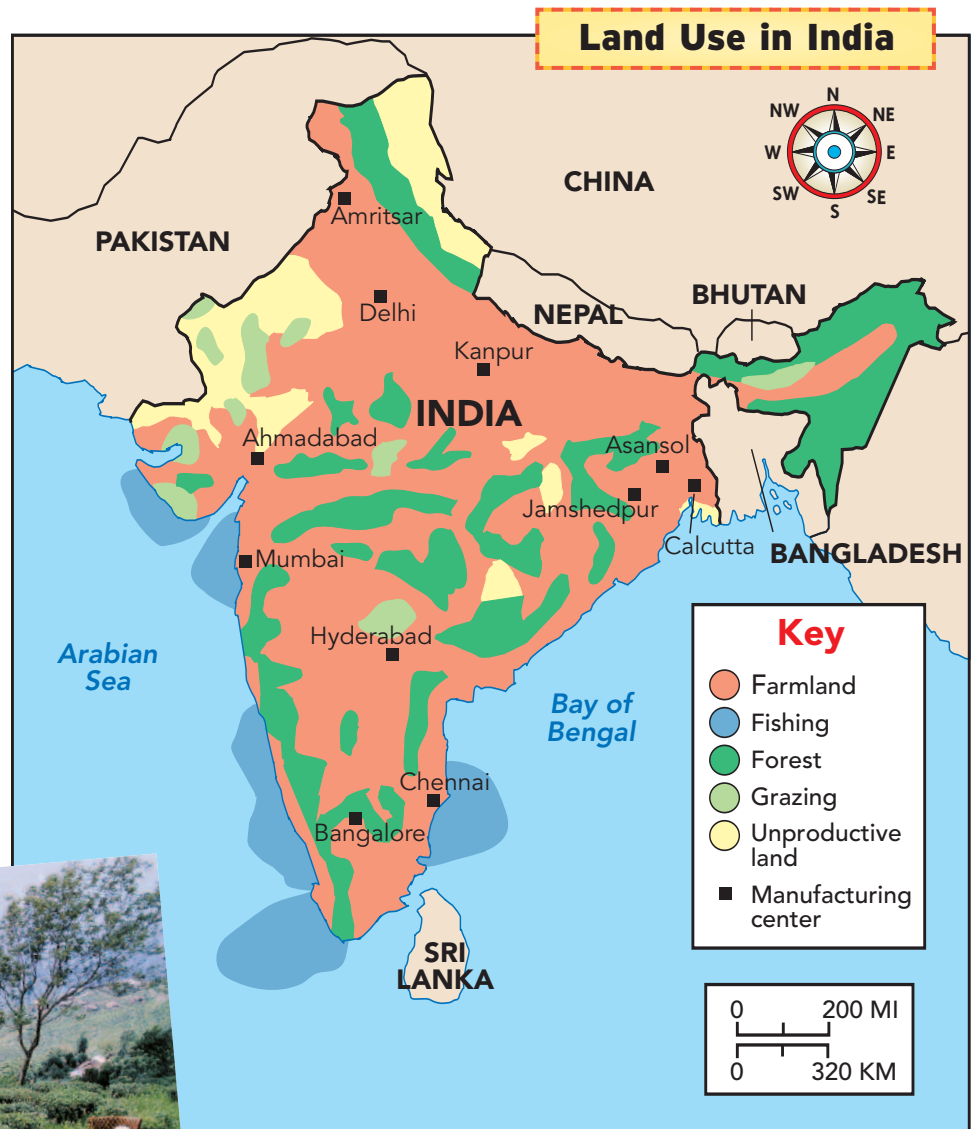 Land Use in India
N
NW
NE
W
E
SW
SE
S
CHINA
PAKISTAN
Amritsar
Delhi
NEPAL
BHUTAN
Kanpur
INDIA
Ahmadabad
Asansol
Jamshedpur
Calcutta
BANGLADESH
Mumbai
Hyderabad
Arabian
Sea
Bay of
Bengal
Chennai
Bangalore
SRI
LANKA
Key
Farmland
Fishing
Forest
Grazing
Unproductive
land
Manufacturing
center
0 200 MI
0 320 KM